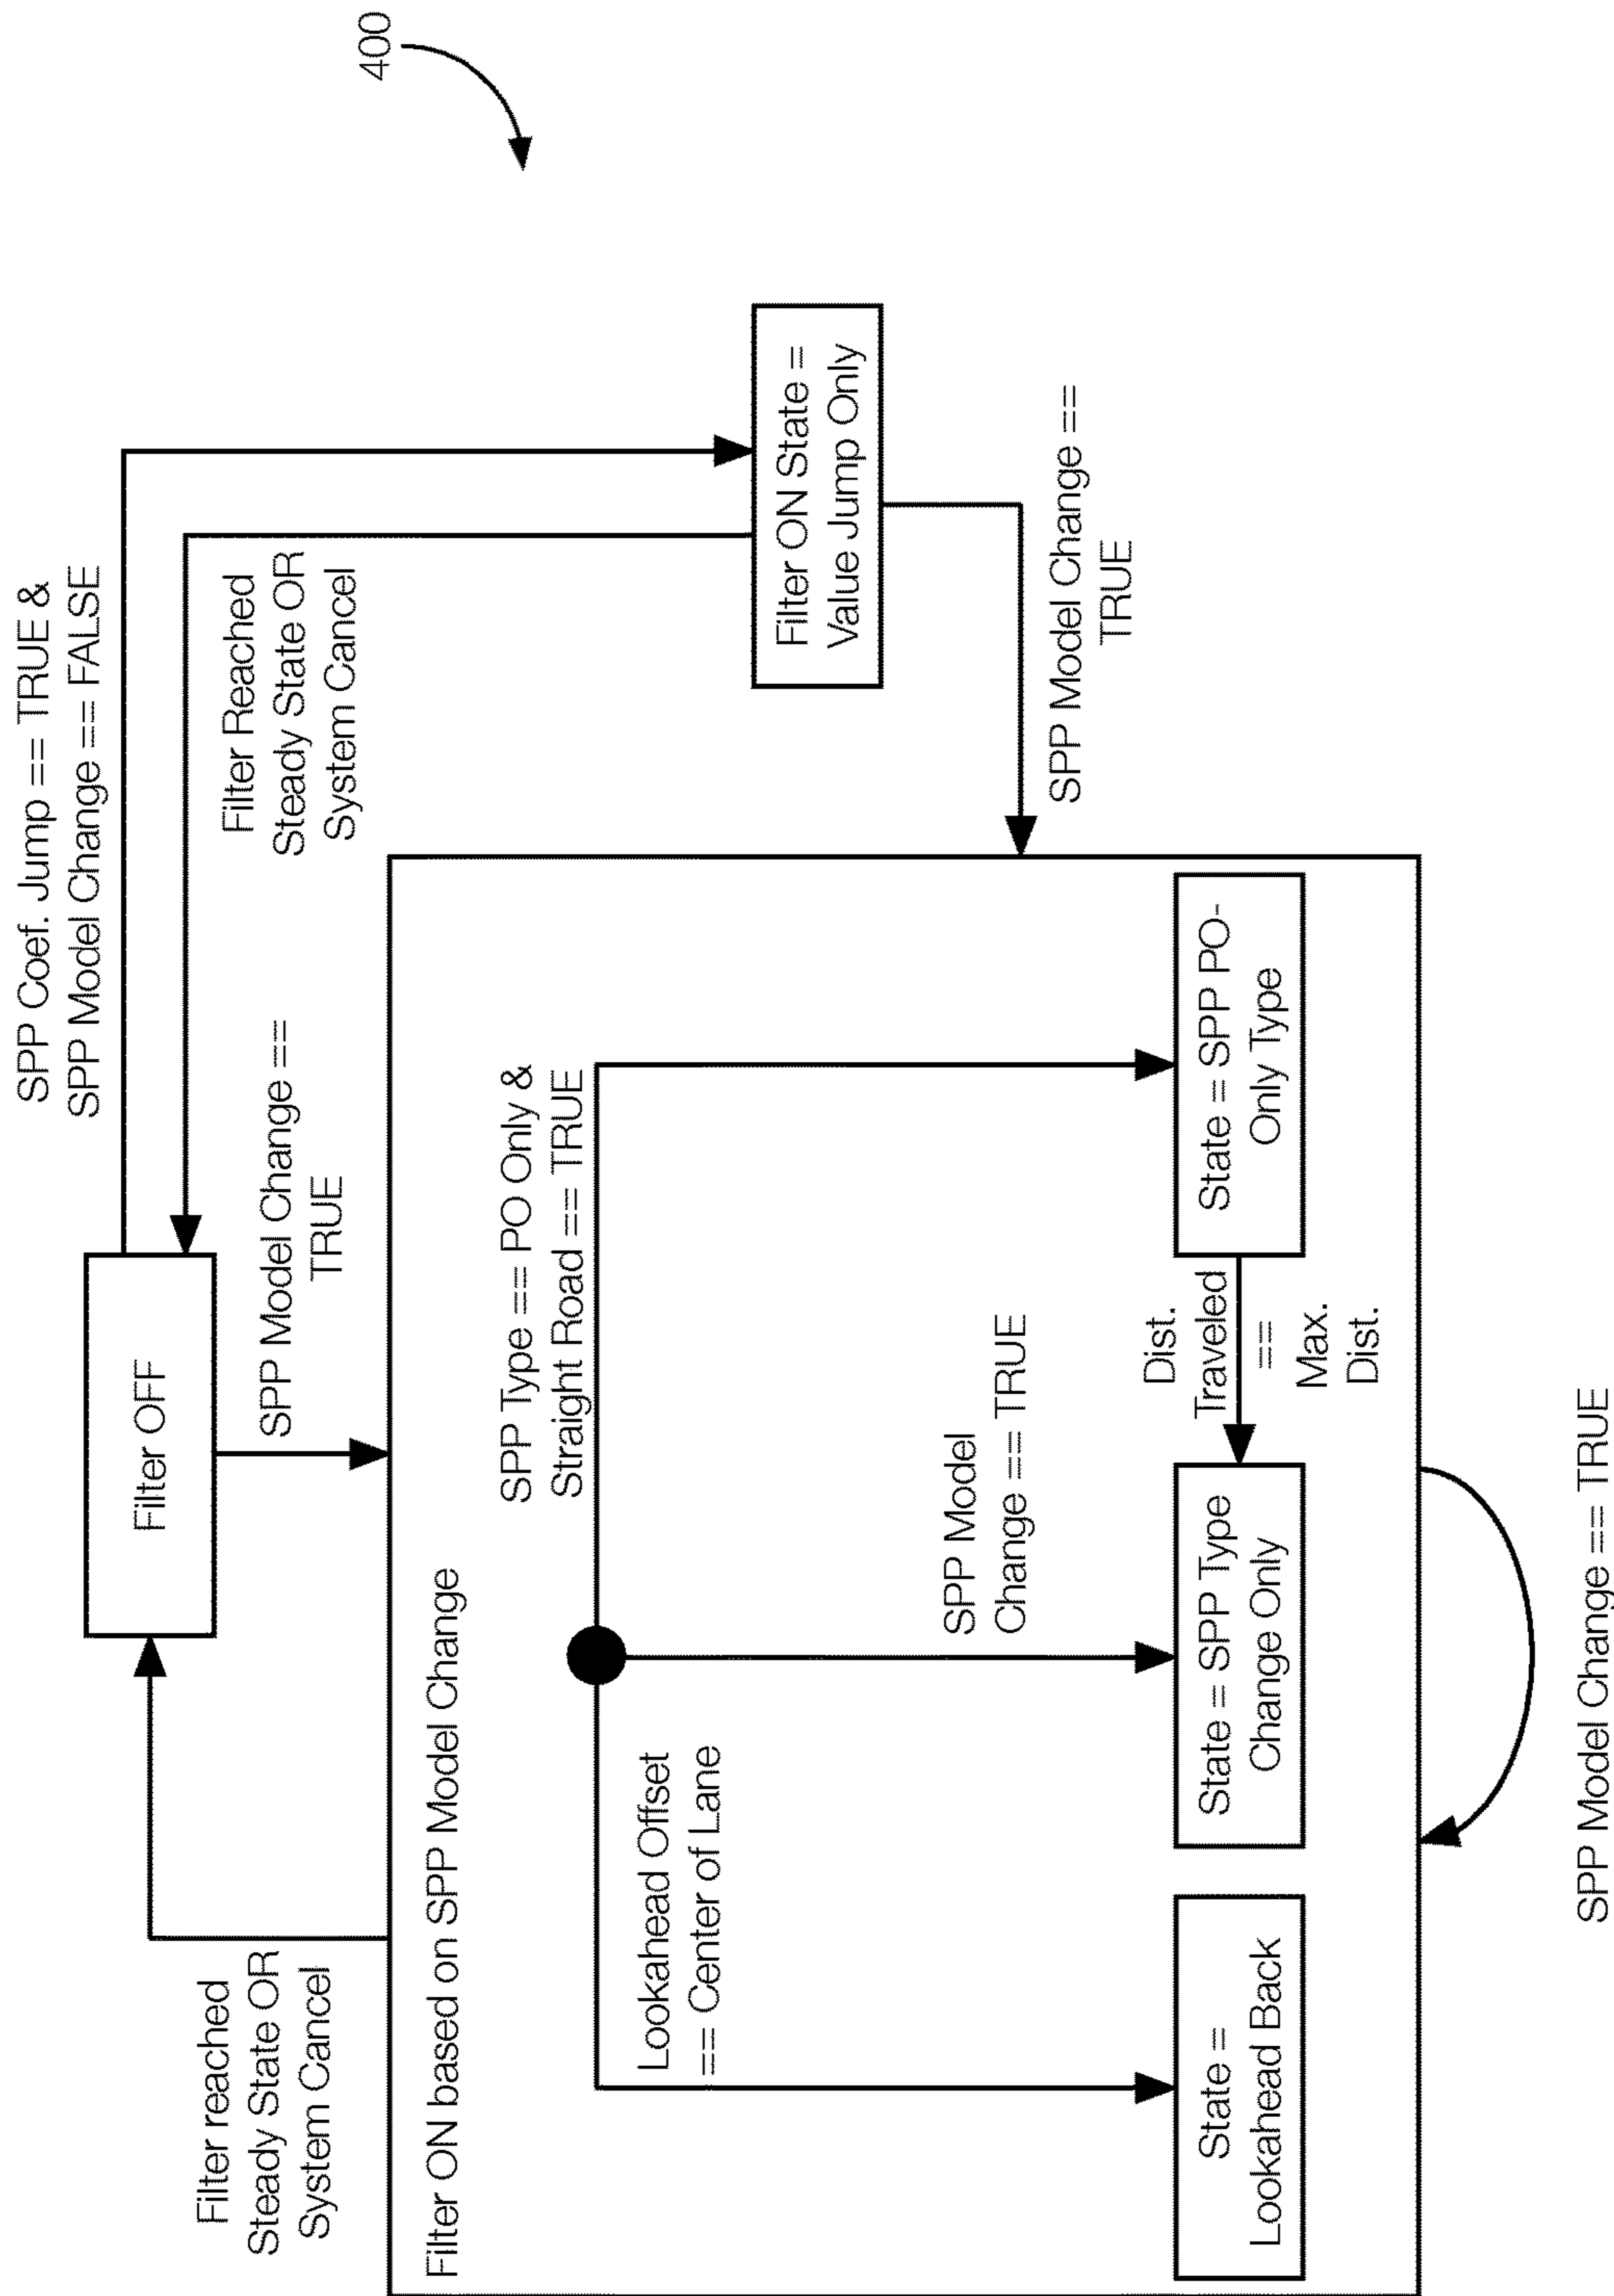 400
SPP Coef. Jump == TRUE &
SPP Model Change == FALSE
Filter OFF
Filter reached
Steady State OR
System Cancel
SPP Model Change ==
TRUE
Filter Reached
Steady State OR
System Cancel
Filter ON State =
Value Jump Only
SPP Model Change ==
TRUE
Filter ON based on SPP Model Change
SPP Type == PO Only &
Straight Road == TRUE
Lookahead Offset
== Center of Lane
SPP Model
Change == TRUE
State =
Lookahead Back
State = SPP Type
Change Only
Dist.
Traveled
==
Max.
Dist.
State = SPP PO-
Only Type
SPP Model Change == TRUE